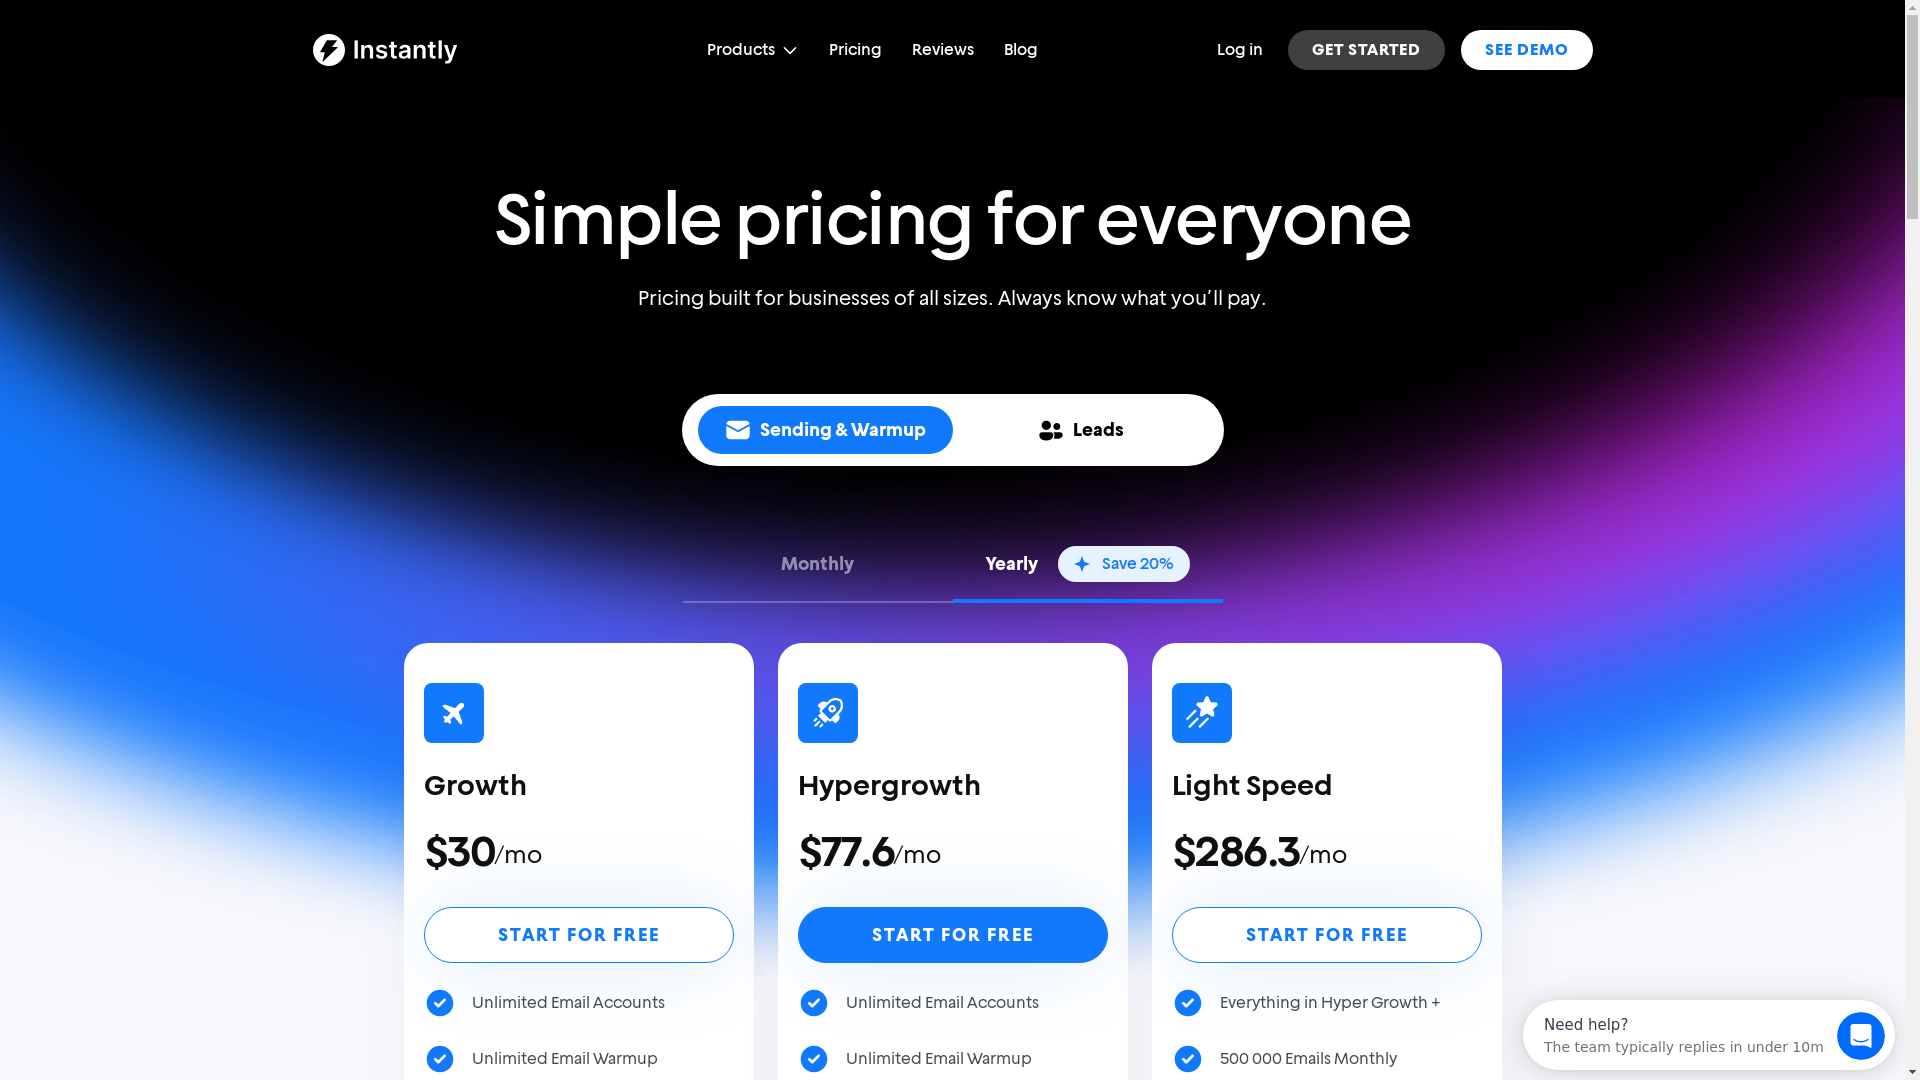 Instantly
Products Pricing Reviews Blog Log in GET STARTED SEE DEMO
Simple pricing for everyone
Pricing built for businesses of all sizes. Always know what you’ll pay.
Sending & Warmup Leads
Monthly Yearly Save 20%
Growth
$30/mo
START FOR FREE
Unlimited Email Accounts
Unlimited Email Warmup
Hypergrowth
$77.6/mo
START FOR FREE
Unlimited Email Accounts
Unlimited Email Warmup
Light Speed
$286.3/mo
START FOR FREE
Everything in Hyper Growth +
500 000 Emails Monthly
Need help?
The team typically replies in under 10m